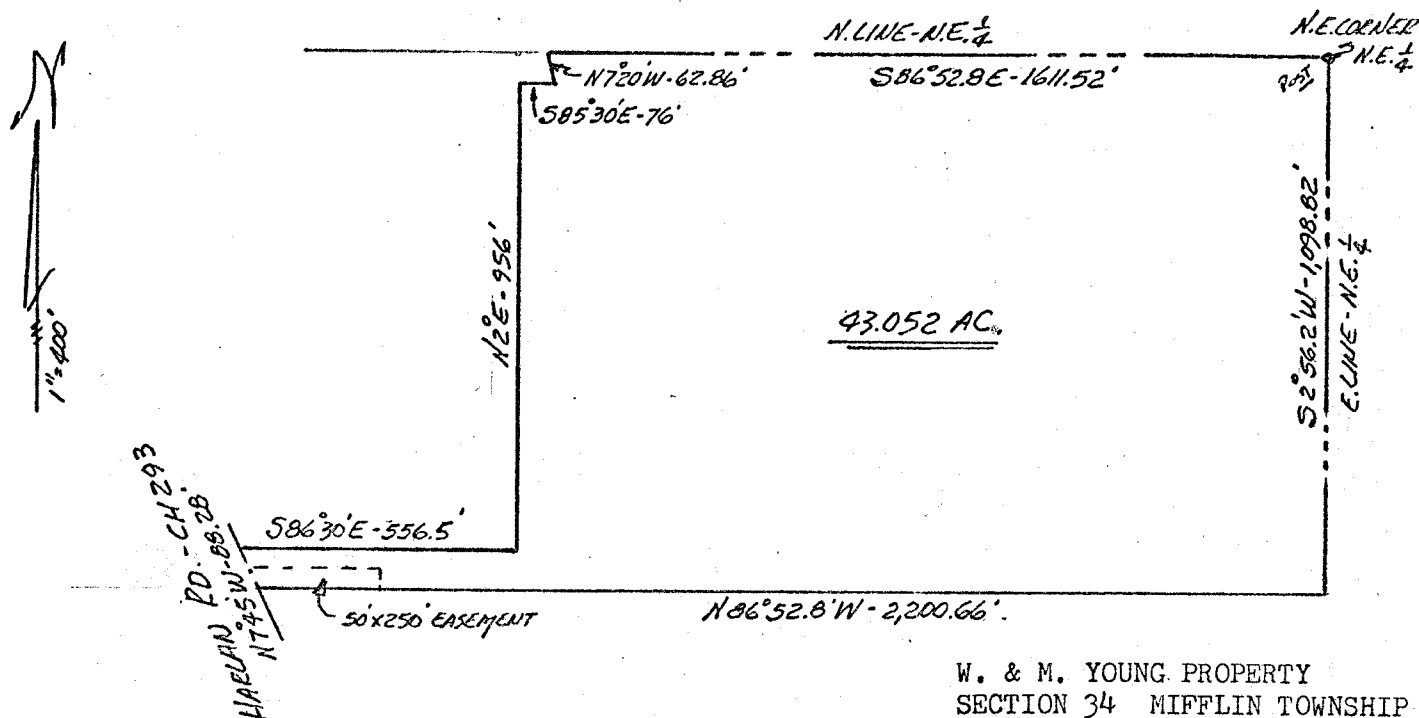 N.LINE-N.E.¼
N.E.CORNER
N.E.¼
POST
N7°20'W-62.86'
S86°52.8'E-1611.52'
S85°30'E-76'
1"=400'
N2°E-956'
43.052 AC.
S2°56.2'W-1,098.82'
E.LINE-N.E.¼
HARLAN RD.-CH293
N7°45'W-88.28'
S86°30'E-556.5'
50'x250' EASEMENT
N86°52.8'W-2,200.66'.
W. & M. YOUNG PROPERTY
SECTION 34 MIFFLIN TOWNSHIP